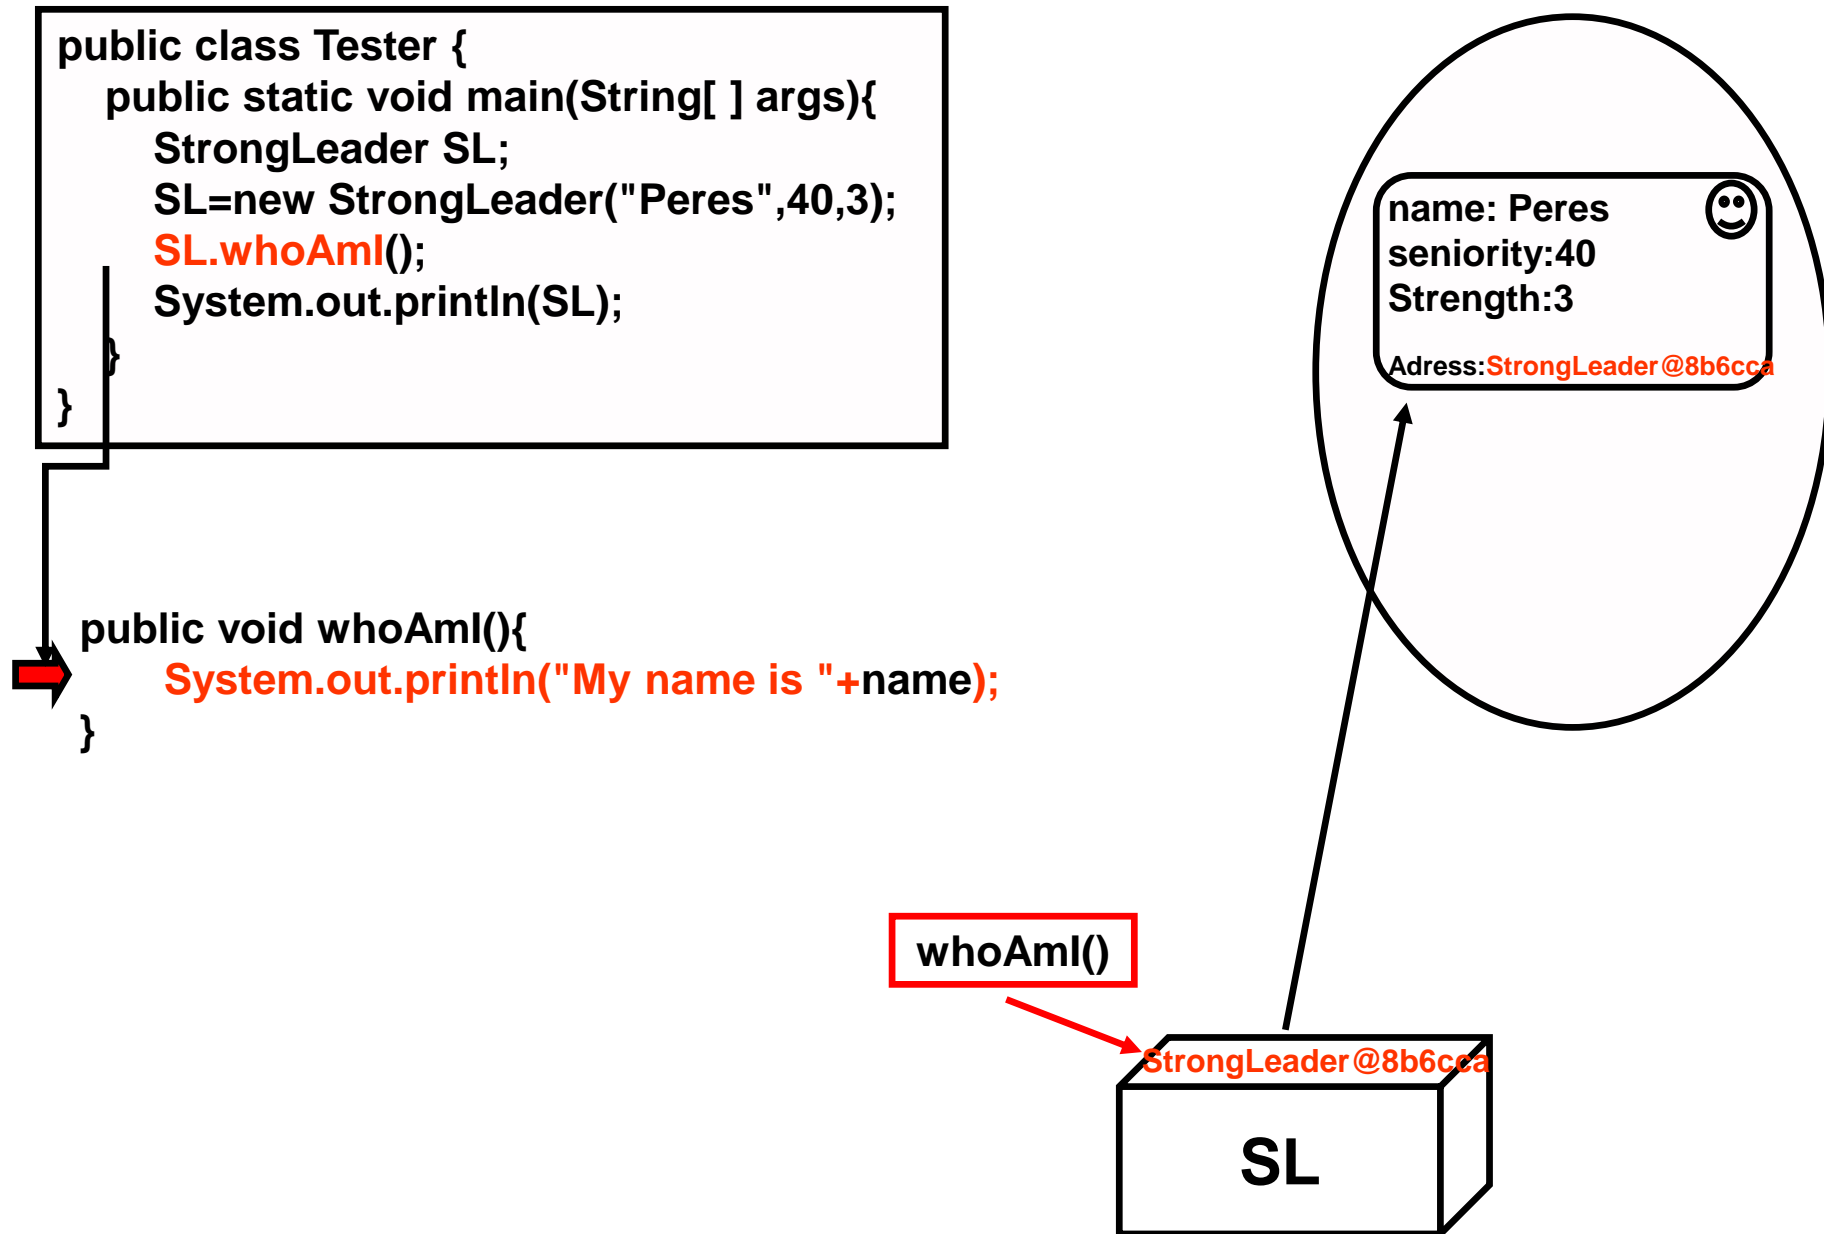 public class Tester {
public static void main(String[ ] args){
StrongLeader SL;
SL=new StrongLeader("Peres",40,3);
SL.whoAmI();
System.out.println(SL);
}
}
public void whoAmI(){
System.out.println("My name is "+name);
}
name: Peres
seniority:40
Strength:3
Adress:StrongLeader@8b6cca
whoAmI()
StrongLeader@8b6cca
SL